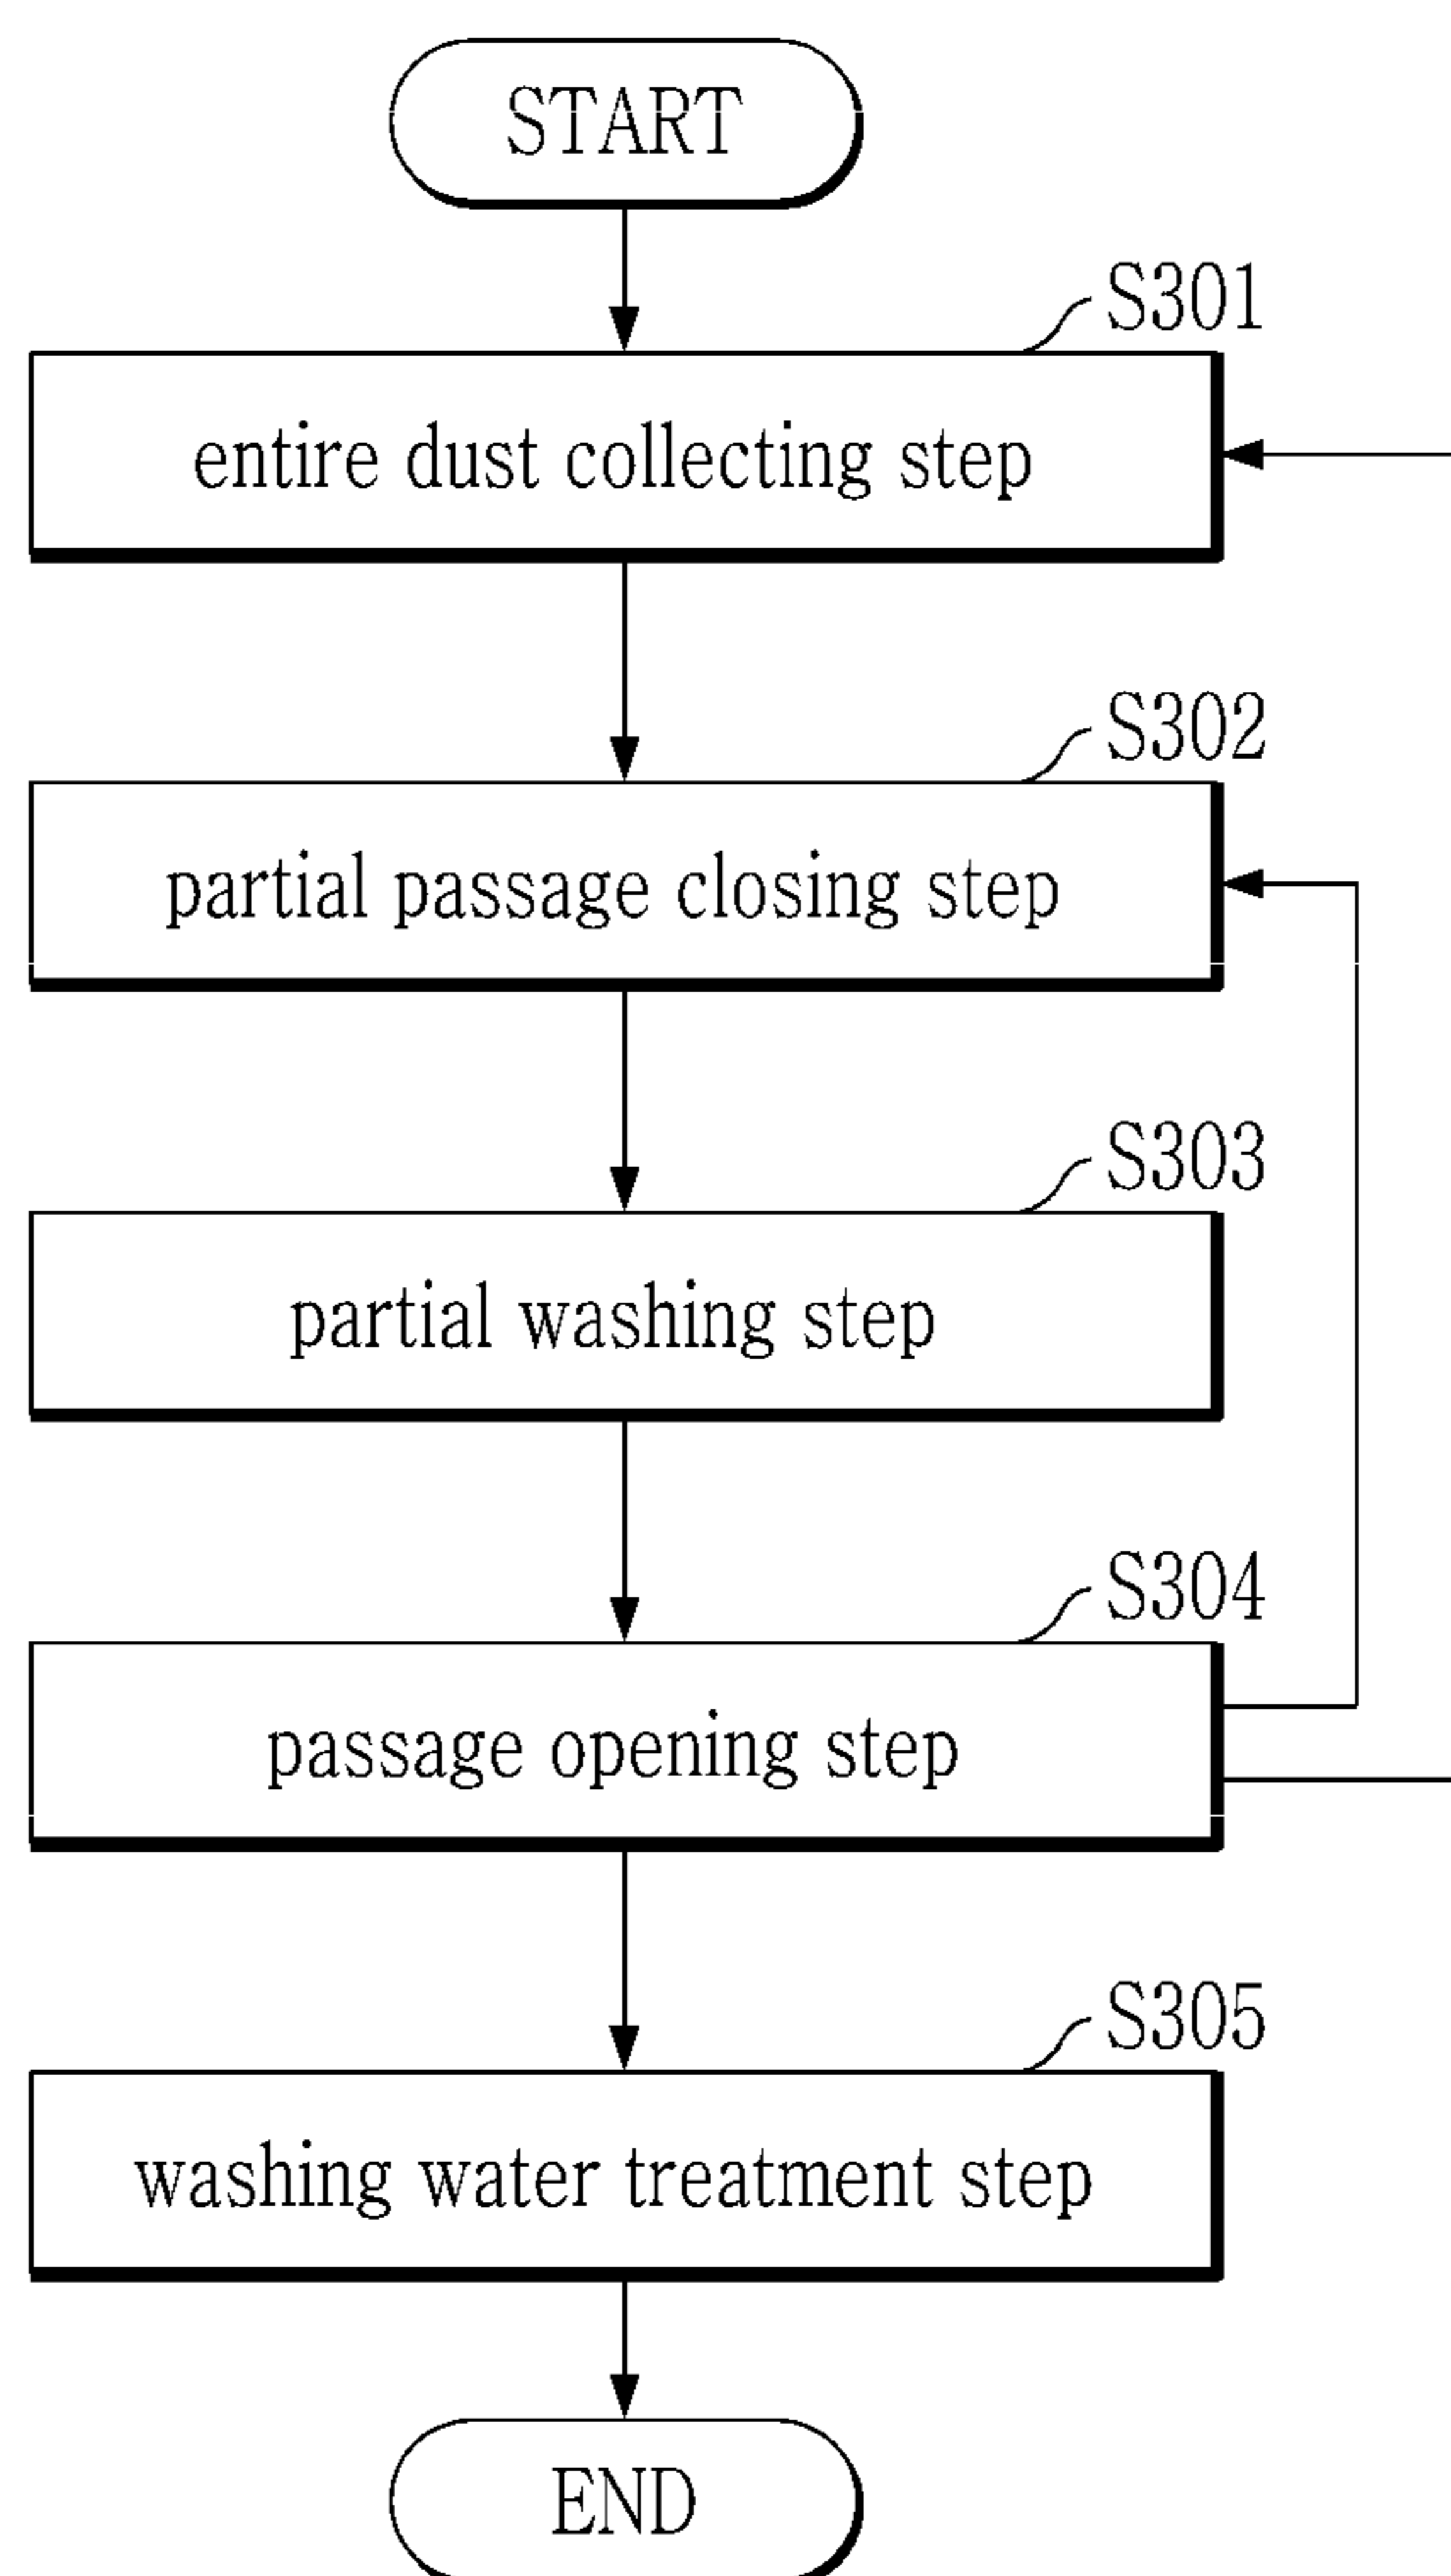 START
S301
entire dust collecting step
S302
partial passage closing step
S303
partial washing step
S304
passage opening step
S305
washing water treatment step
END